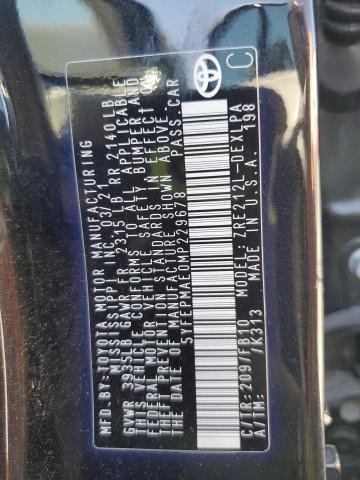 MFD.BY:TOYOTA MOTOR MANUFACTURING
MISSISSIPPI, INC. 03/21
GVWR 3935LB GAWR FR 2315LB RR 2140LB
THIS VEHICLE CONFORMS TO ALL APPLICABLE
FEDERAL MOTOR VEHICLE SAFETY, BUMPER AND
THEFT PREVENTION STANDARDS IN EFFECT ON
THE DATE OF MANUFACTURE SHOWN ABOVE.
5YFEPMAE0MP229678 PASS.CAR
C/TR:209/FB10 MODEL:ZRE212L-DEXLPA
A/TM: /K313 MADE IN U.S.A. 198
TOYOTA
C